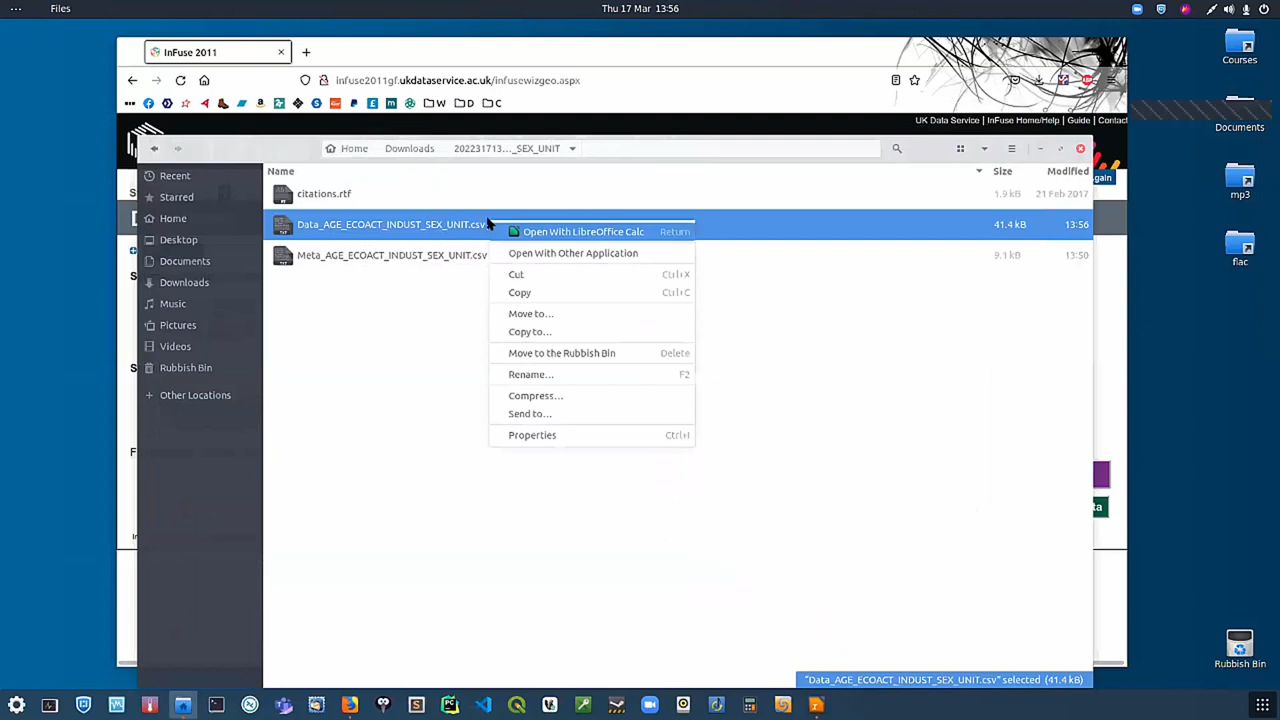 Files
Thu 17 Mar 13:56
InFuse 2011
infuse2011gf.ukdataservice.ac.uk/infusewizgeo.aspx
W
D
C
UK Data Service | InFuse Home/Help | Guide | Contact
Home
Downloads
202231713..._SEX_UNIT
Name
Size
Modified
Recent
Starred
Home
Desktop
Documents
Downloads
Music
Pictures
Videos
Rubbish Bin
Other Locations
citations.rtf
1.9 kB
21 Feb 2017
Data_AGE_ECOACT_INDUST_SEX_UNIT.csv
41.4 kB
13:56
Meta_AGE_ECOACT_INDUST_SEX_UNIT.csv
9.1 kB
13:50
Open With LibreOffice Calc Return
Open With Other Application
Cut Ctrl+X
Copy Ctrl+C
Move to...
Copy to...
Move to the Rubbish Bin Delete
Rename... F2
Compress...
Send to...
Properties Ctrl+I
"Data_AGE_ECOACT_INDUST_SEX_UNIT.csv" selected (41.4 kB)
Courses
Documents
mp3
flac
Rubbish Bin